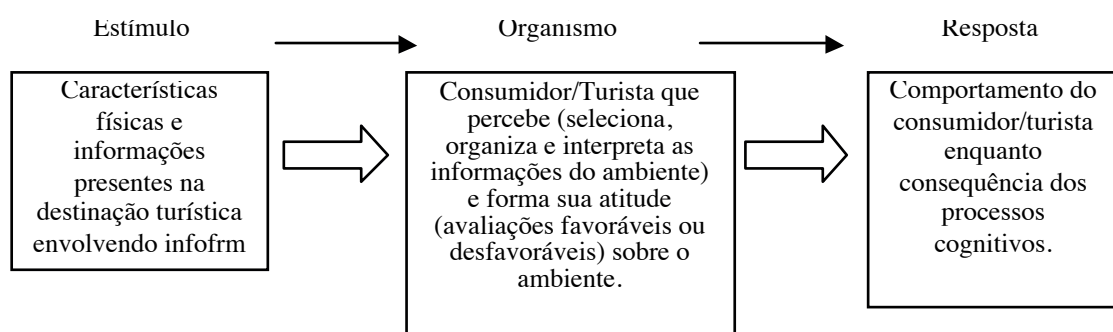 Estímulo
Organismo
Resposta
Características
físicas e
informações
presentes na
destinação turística
envolvendo infofrm
Consumidor/Turista que
percebe (seleciona,
organiza e interpreta as
informações do ambiente)
e forma sua atitude
(avaliações favoráveis ou
desfavoráveis) sobre o
ambiente.
Comportamento do
consumidor/turista
enquanto
consequência dos
processos
cognitivos.